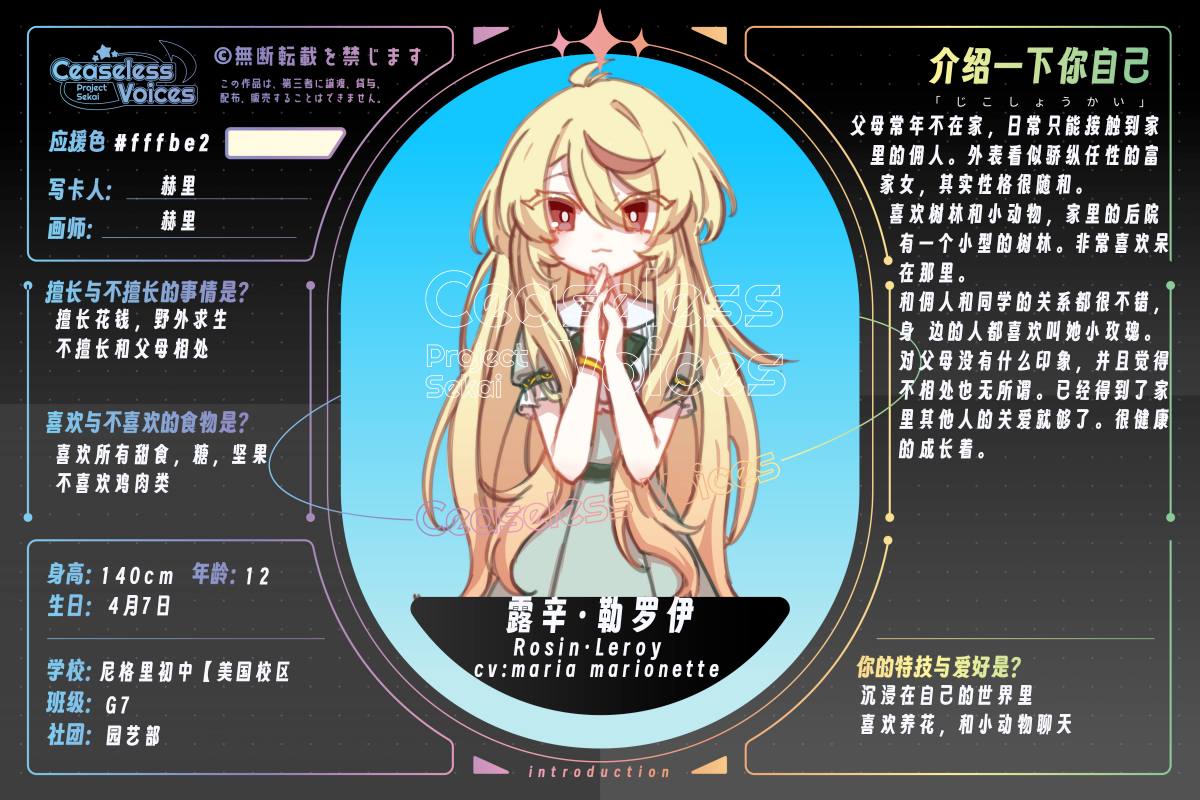 Ceaseless
Project
Sekai
Voices
©無断転載を禁じます
この作品は、第三者に譲渡、貸与、
配布、販売することはできません。
应援色 #fffbe2
写卡人: 赫里
画师: 赫里
擅长与不擅长的事情是?
擅长花钱，野外求生
不擅长和父母相处
喜欢与不喜欢的食物是?
喜欢所有甜食，糖，坚果
不喜欢鸡肉类
身高: 140cm 年龄: 12
生日: 4月7日
学校: 尼格里初中【美国校区
班级: G7
社团: 园艺部
Ceaseless
Project
Sekai
Voices
Ceaseless Voices
露辛·勒罗伊
Rosin·Leroy
cv:maria marionette
introduction
介绍一下你自己
「じこしょうかい」
父母常年不在家，日常只能接触到家
里的佣人。外表看似骄纵任性的富
家女，其实性格很随和。
喜欢树林和小动物，家里的后院
有一个小型的树林。非常喜欢呆
在那里。
和佣人和同学的关系都很不错，
身 边的人都喜欢叫她小玫瑰。
对父母没有什么印象，并且觉得
不相处也无所谓。已经得到了家
里其他人的关爱就够了。很健康
的成长着。
你的特技与爱好是?
沉浸在自己的世界里
喜欢养花，和小动物聊天